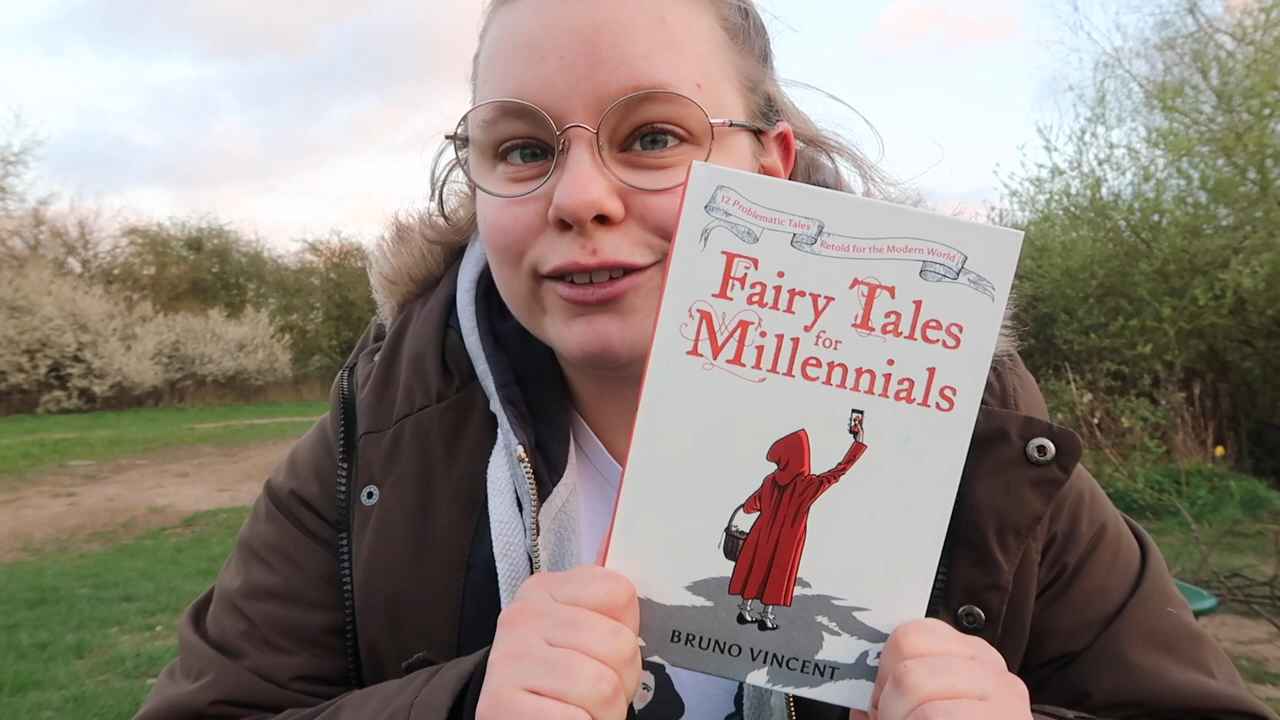 12 Problematic Tales
Retold for the Modern World
Fairy Tales
for
Millennials
BRUNO VINCENT